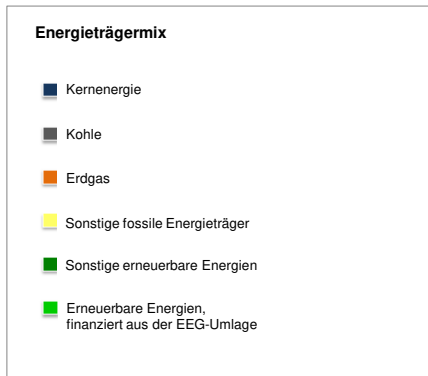 Energieträgermix
Kernenergie
Kohle
Erdgas
Sonstige fossile Energieträger
Sonstige erneuerbare Energien
Erneuerbare Energien,
finanziert aus der EEG-Umlage